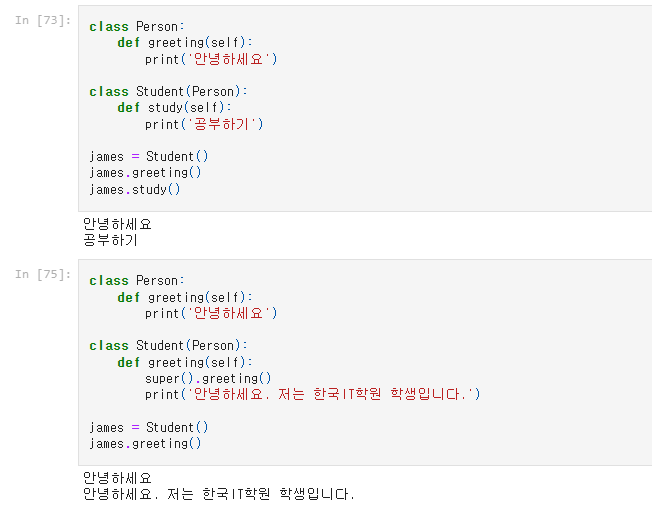 In [73]:
class Person:
    def greeting(self):
        print('안녕하세요')
class Student(Person):
    def study(self):
        print('공부하기')
james = Student()
james.greeting()
james.study()
안녕하세요
공부하기
In [75]:
class Person:
    def greeting(self):
        print('안녕하세요')
class Student(Person):
    def greeting(self):
        super().greeting()
        print('안녕하세요. 저는 한국IT학원 학생입니다.')
james = Student()
james.greeting()
안녕하세요
안녕하세요. 저는 한국IT학원 학생입니다.